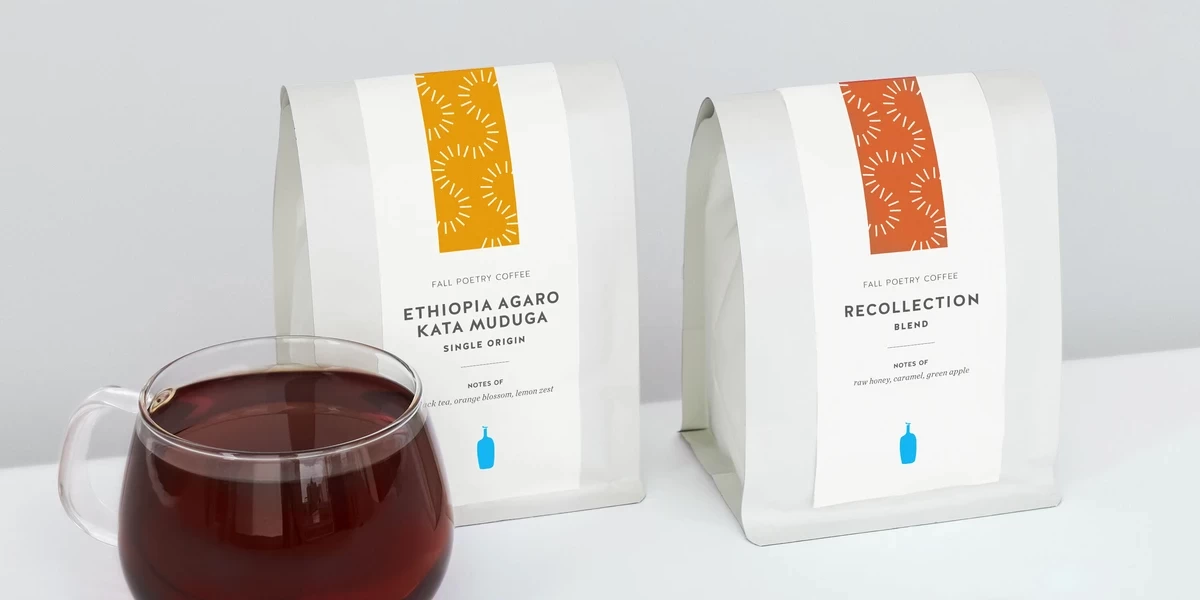 FALL POETRY COFFEE
ETHIOPIA AGARO
KATA MUDUGA
SINGLE ORIGIN
NOTES OF
tea, orange blossom, lemon zest
FALL POETRY COFFEE
RECOLLECTION
BLEND
NOTES OF
raw honey, caramel, green apple